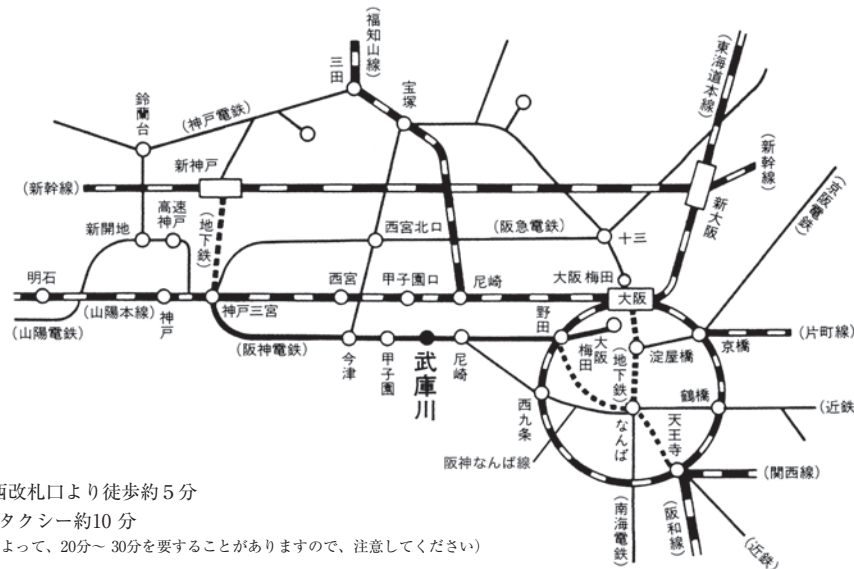 (福知山線)
三田
宝塚
(東海道本線)
鈴蘭台
(神戸電鉄)
(新幹線)
新神戸
(新幹線)
新大阪
(京阪電鉄)
新開地
高速神戸
(地下鉄)
西宮北口
(阪急電鉄)
十三
明石
(山陽本線)
神戸
神戸三宮
西宮
甲子園口
尼崎
大阪梅田
大阪
(山陽電鉄)
(阪神電鉄)
今津
甲子園
武庫川
尼崎
野田
大阪梅田
(地下鉄)
淀屋橋
京橋
(片町線)
西九条
なんば
鶴橋
(近鉄
天王寺
阪神なんば線
(関西線)
(南海電鉄)
(阪和線)
(近鉄)
西改札口より徒歩約5分
タクシー約10 分
よって、20分～ 30分を要することがありますので、注意してください)